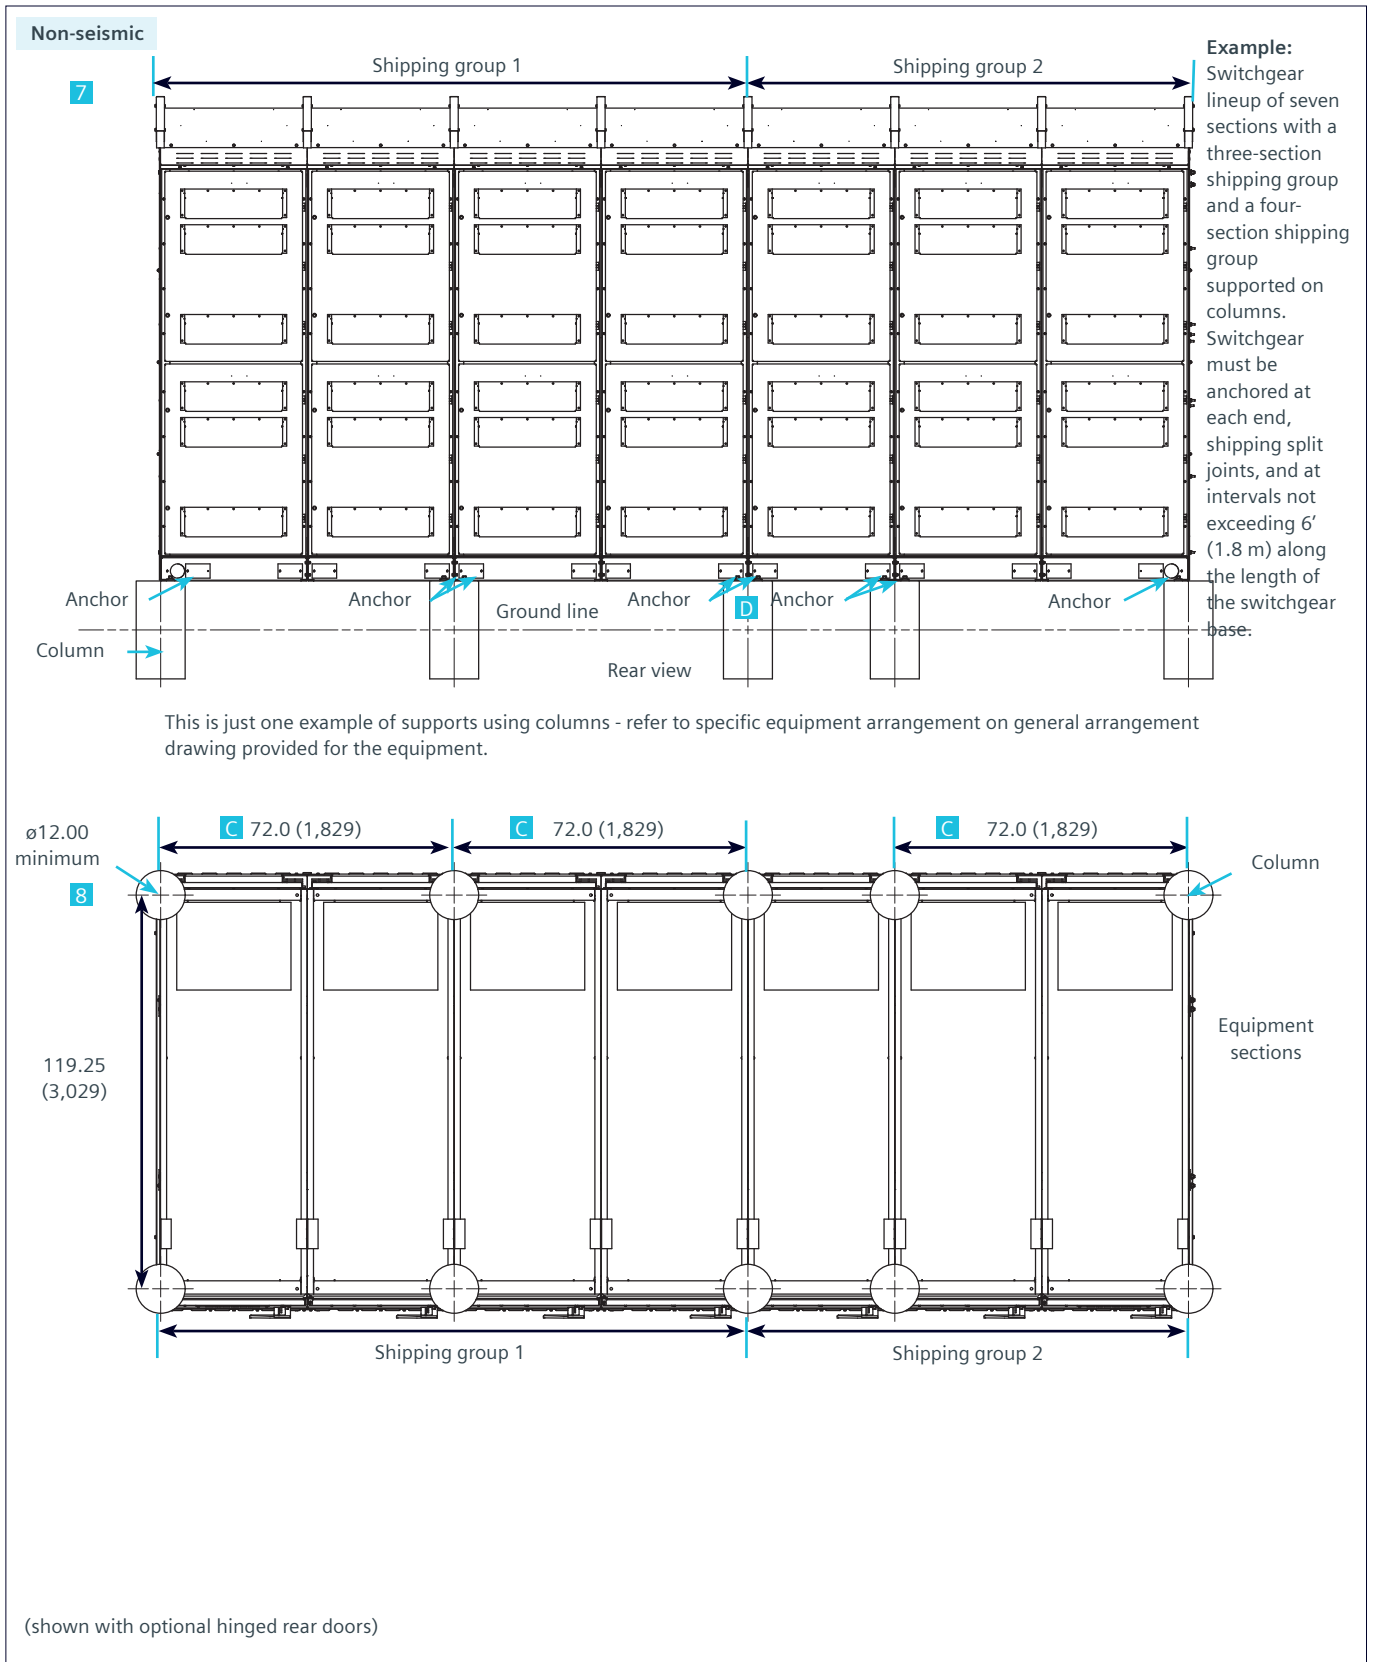 Non-seismic
7
Shipping group 1
Shipping group 2
Example:
Switchgear
lineup of seven
sections with a
three-section
shipping group
and a four-
section shipping
group
supported on
columns.
Switchgear
must be
anchored at
each end,
shipping split
joints, and at
intervals not
exceeding 6’
(1.8 m) along
the length of
the switchgear
base.
Anchor
Anchor
Ground line
Anchor
D
Anchor
Anchor
Column
Rear view
This is just one example of supports using columns - refer to specific equipment arrangement on general arrangement
drawing provided for the equipment.
ø12.00
minimum
8
C 72.0 (1,829)
C 72.0 (1,829)
C 72.0 (1,829)
Column
119.25
(3,029)
Equipment
sections
Shipping group 1
Shipping group 2
(shown with optional hinged rear doors)